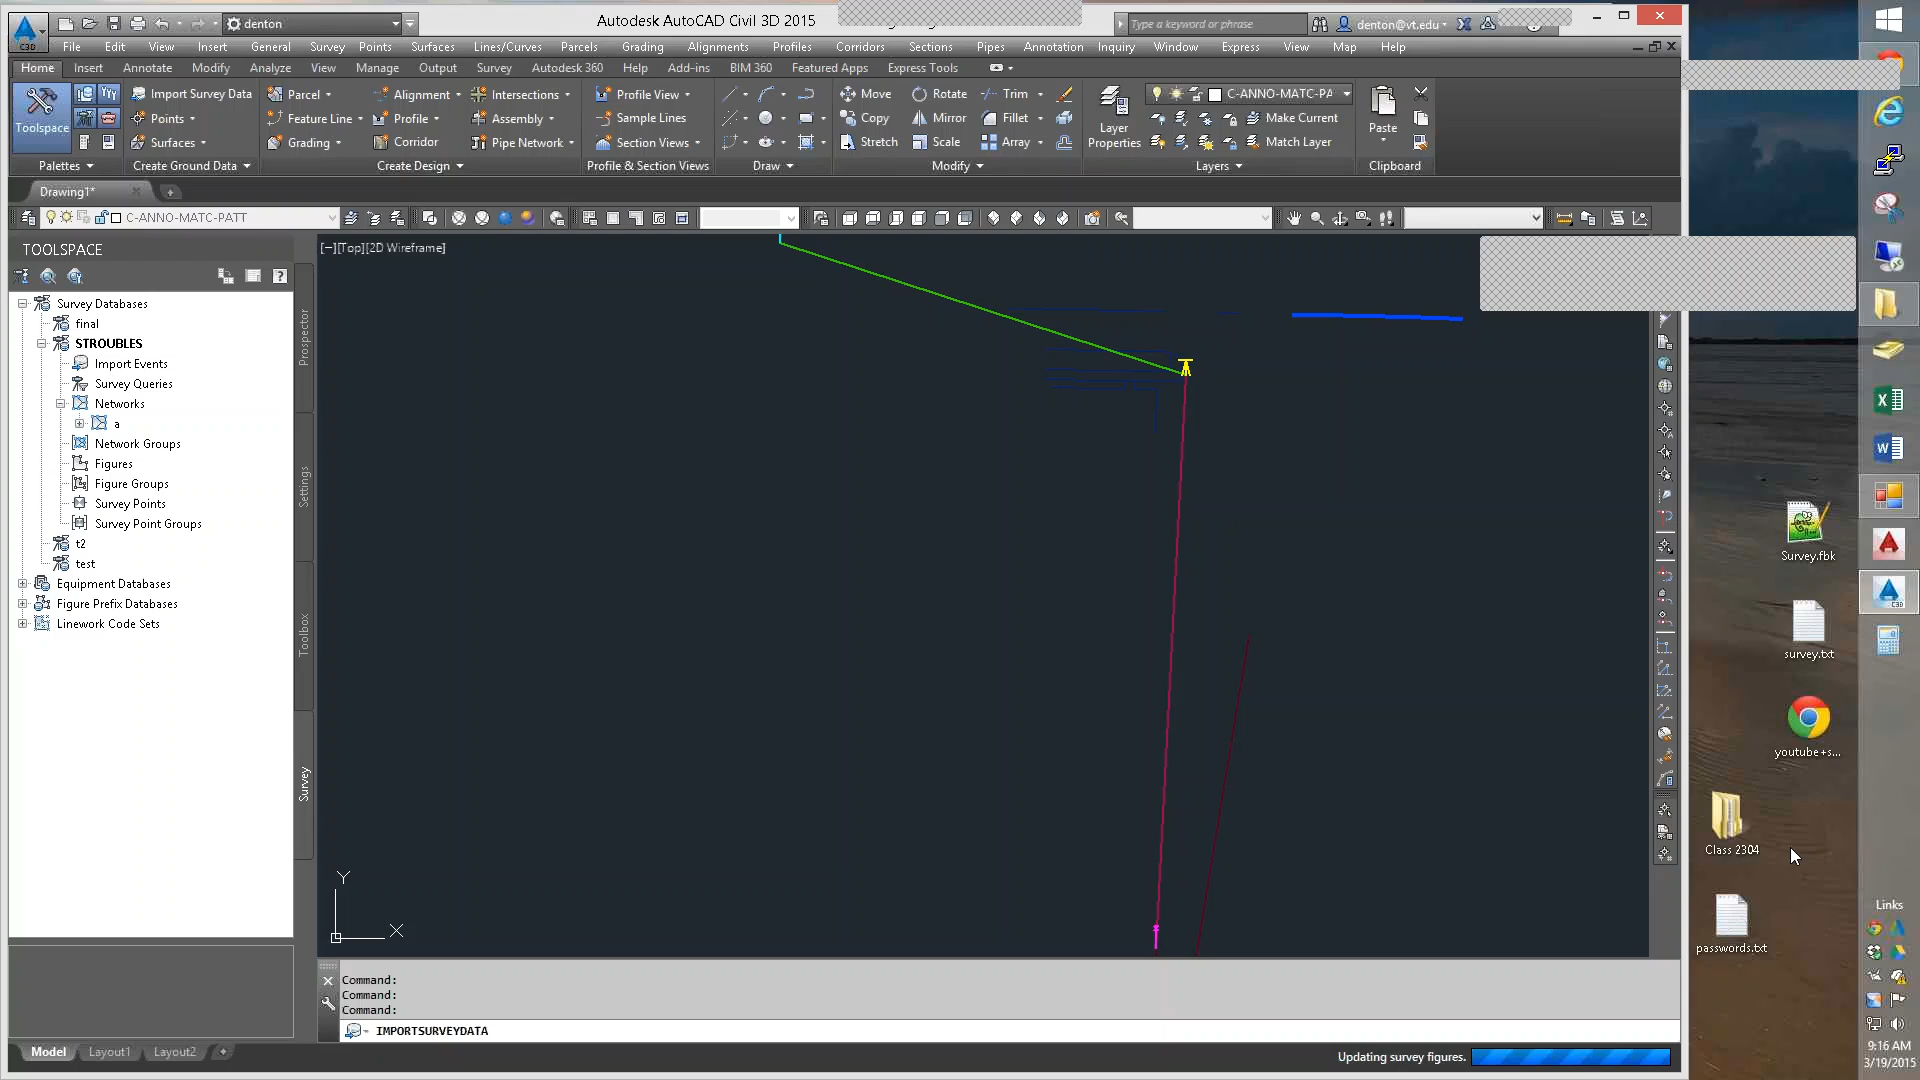 denton
Autodesk AutoCAD Civil 3D 2015
Type a keyword or phrase
denton@vt.edu
C3D
File Edit View Insert General Survey Points Surfaces Lines/Curves Parcels Grading Alignments Profiles Corridors Sections Pipes Annotation Inquiry Window Express View Map Help
Home Insert Annotate Modify Analyze View Manage Output Survey Autodesk 360 Help Add-ins BIM 360 Featured Apps Express Tools
Import Survey Data Parcel Alignment Intersections Profile View Move Rotate Trim C-ANNO-MATC-PA
Toolspace Points Feature Line Profile Assembly Sample Lines Copy Mirror Fillet Layer Properties Make Current Paste
Surfaces Grading Corridor Pipe Network Section Views Stretch Scale Array Match Layer
Palettes Create Ground Data Create Design Profile & Section Views Draw Modify Layers Clipboard
Drawing1*
C-ANNO-MATC-PATT
TOOLSPACE
[−][Top][2D Wireframe]
Survey Databases
final
STROUBLES
Import Events
Survey Queries
Networks
a
Network Groups
Figures
Figure Groups
Survey Points
Survey Point Groups
t2
test
Equipment Databases
Figure Prefix Databases
Linework Code Sets
Prospector
Settings
Toolbox
Survey
Y
X
Command:
Command:
Command:
IMPORTSURVEYDATA
Model Layout1 Layout2
Updating survey figures.
Survey.fbk
survey.txt
youtube+s...
Class 2304
passwords.txt
Links
9:16 AM
3/19/2015